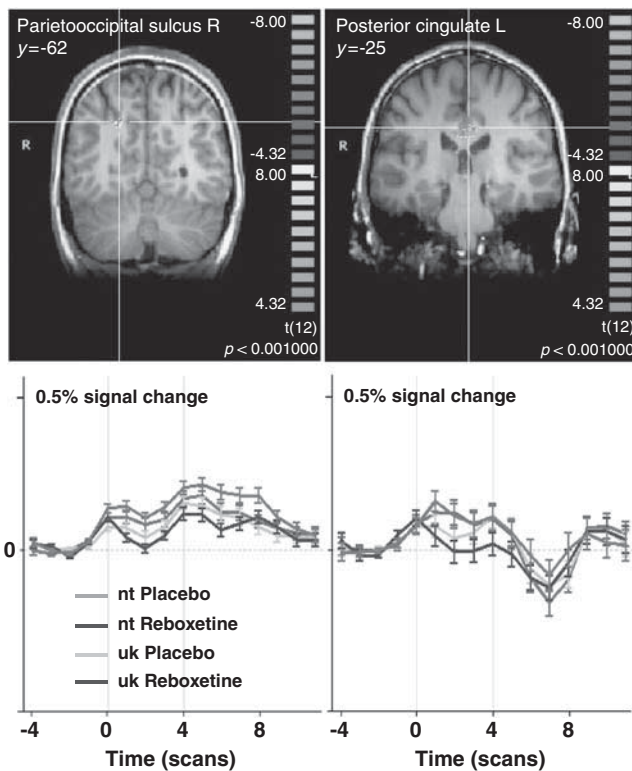 Parietooccipital sulcus R
y=-62
-8.00
R
-4.32
8.00
4.32
t(12)
p < 0.001000
Posterior cingulate L
y=-25
-8.00
R
-4.32
8.00
4.32
t(12)
p < 0.001000
0.5% signal change
0
nt Placebo
nt Reboxetine
uk Placebo
uk Reboxetine
-4 0 4 8
Time (scans)
0.5% signal change
-4 0 4 8
Time (scans)